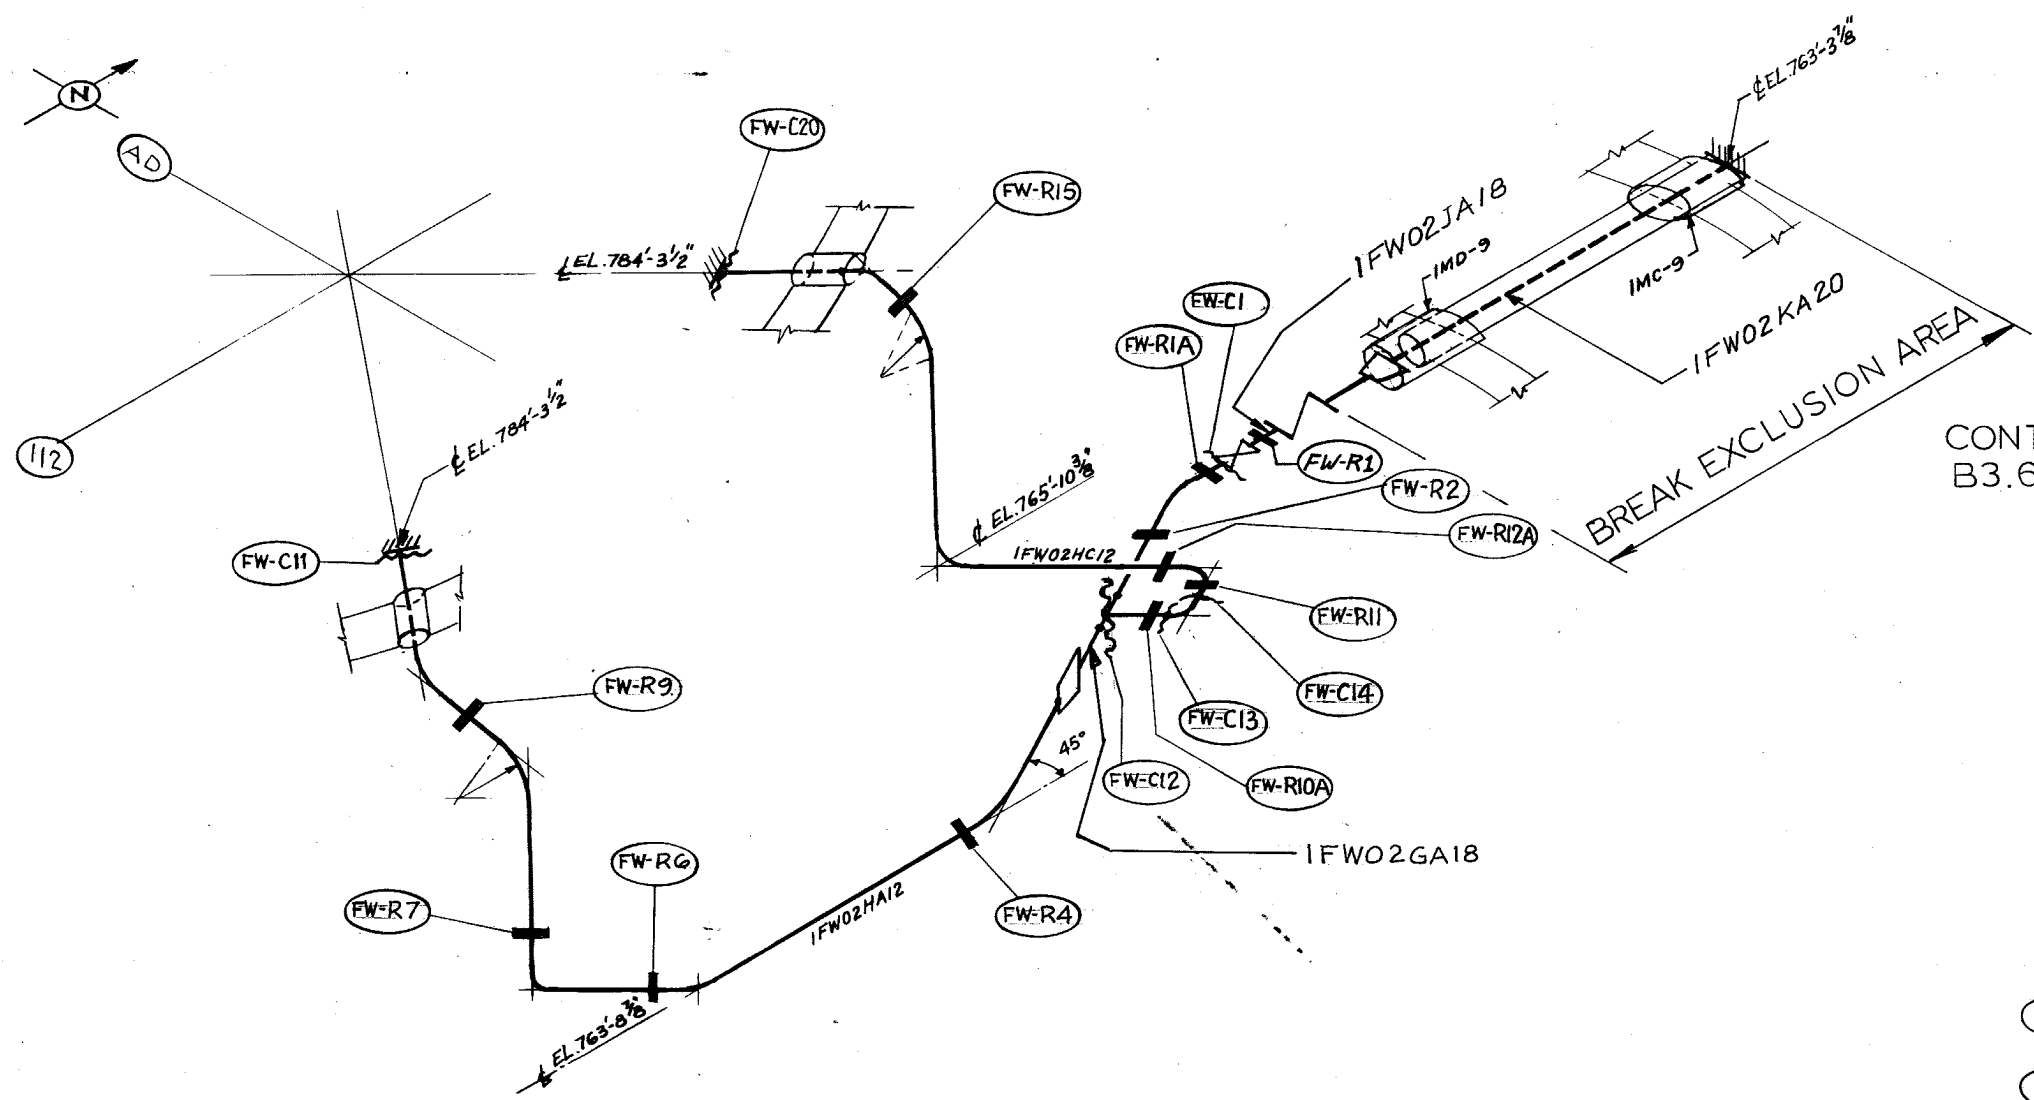 N
AD
112
FW-C20
FW-R15
℄ EL. 784'-3½"
℄ EL. 784'-3½"
℄ EL. 763'-3⅞"
1FW02JA18
1MD-9
1MC-9
1FW02KA20
FW-C1
FW-R1A
FW-R1
FW-R2
FW-R12A
BREAK EXCLUSION AREA
CONT
B3.6
℄ EL. 765'-10⅜"
1FW02HC12
FW-C11
FW-R11
FW-R9
FW-C14
FW-C13
45°
FW-C12
FW-R10A
1FW02GA18
FW-R6
FW-R7
FW-R4
1FW02HA12
℄ EL. 763'-8⅞"